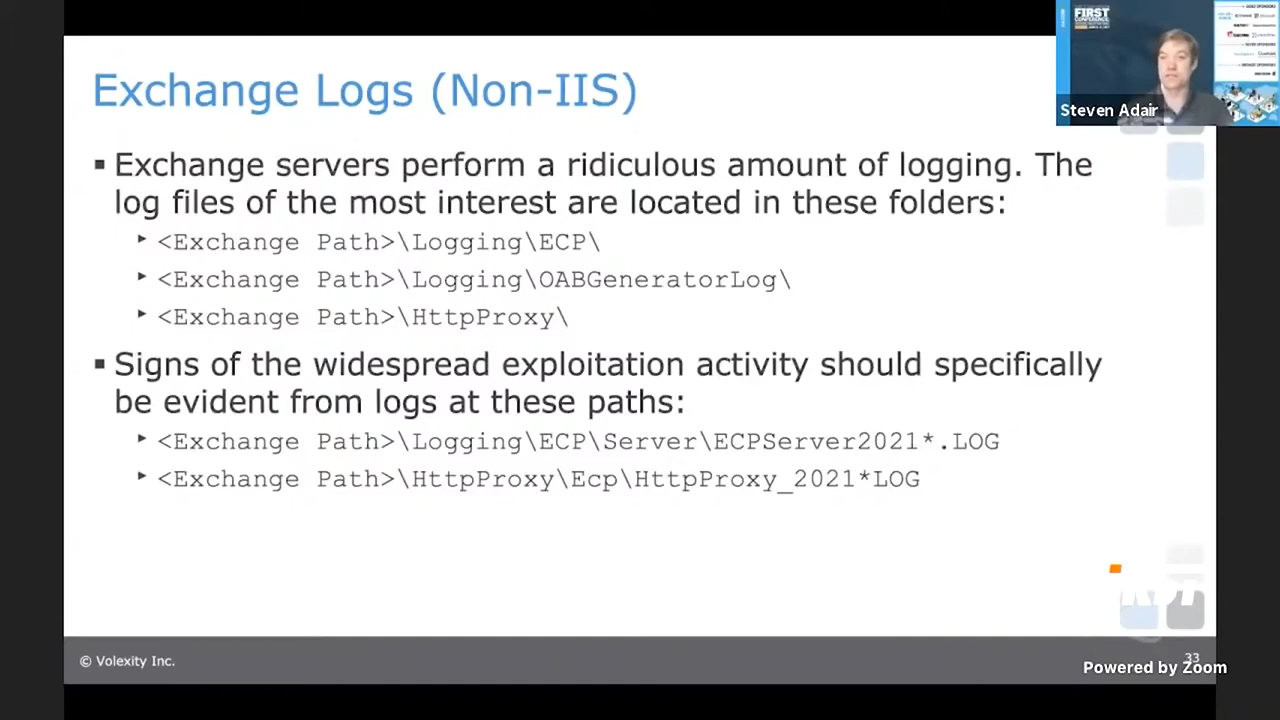 Exchange Logs (Non-IIS)
▪ Exchange servers perform a ridiculous amount of logging. The
log files of the most interest are located in these folders:
‣ <Exchange Path>\Logging\ECP\
‣ <Exchange Path>\Logging\OABGeneratorLog\
‣ <Exchange Path>\HttpProxy\
▪ Signs of the widespread exploitation activity should specifically
be evident from logs at these paths:
‣ <Exchange Path>\Logging\ECP\Server\ECPServer2021*.LOG
‣ <Exchange Path>\HttpProxy\Ecp\HttpProxy_2021*LOG
FIRST
CONFERENCE
Steven Adair
© Volexity Inc.
33
Powered by Zoom